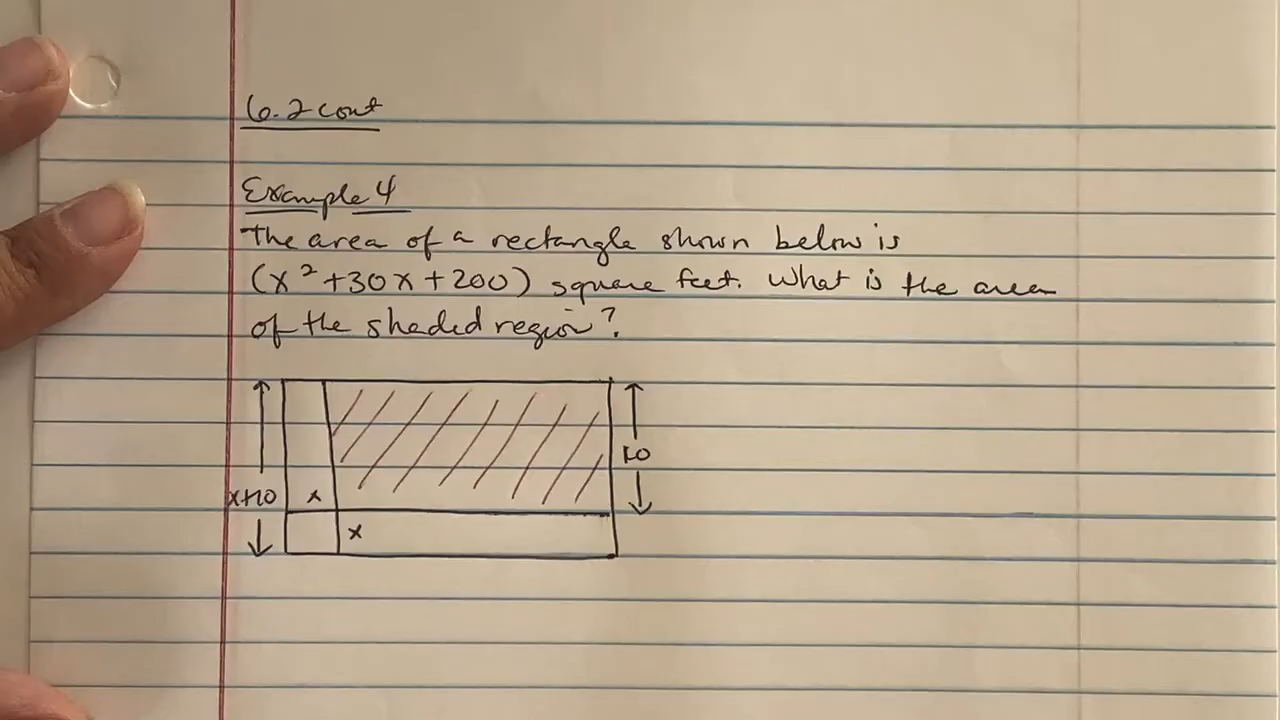 6.2 cont
Example 4
The area of a rectangle shown below is
(x² +30x+200) square feet. What is the area
of the shaded region?
10
x+10 x
x